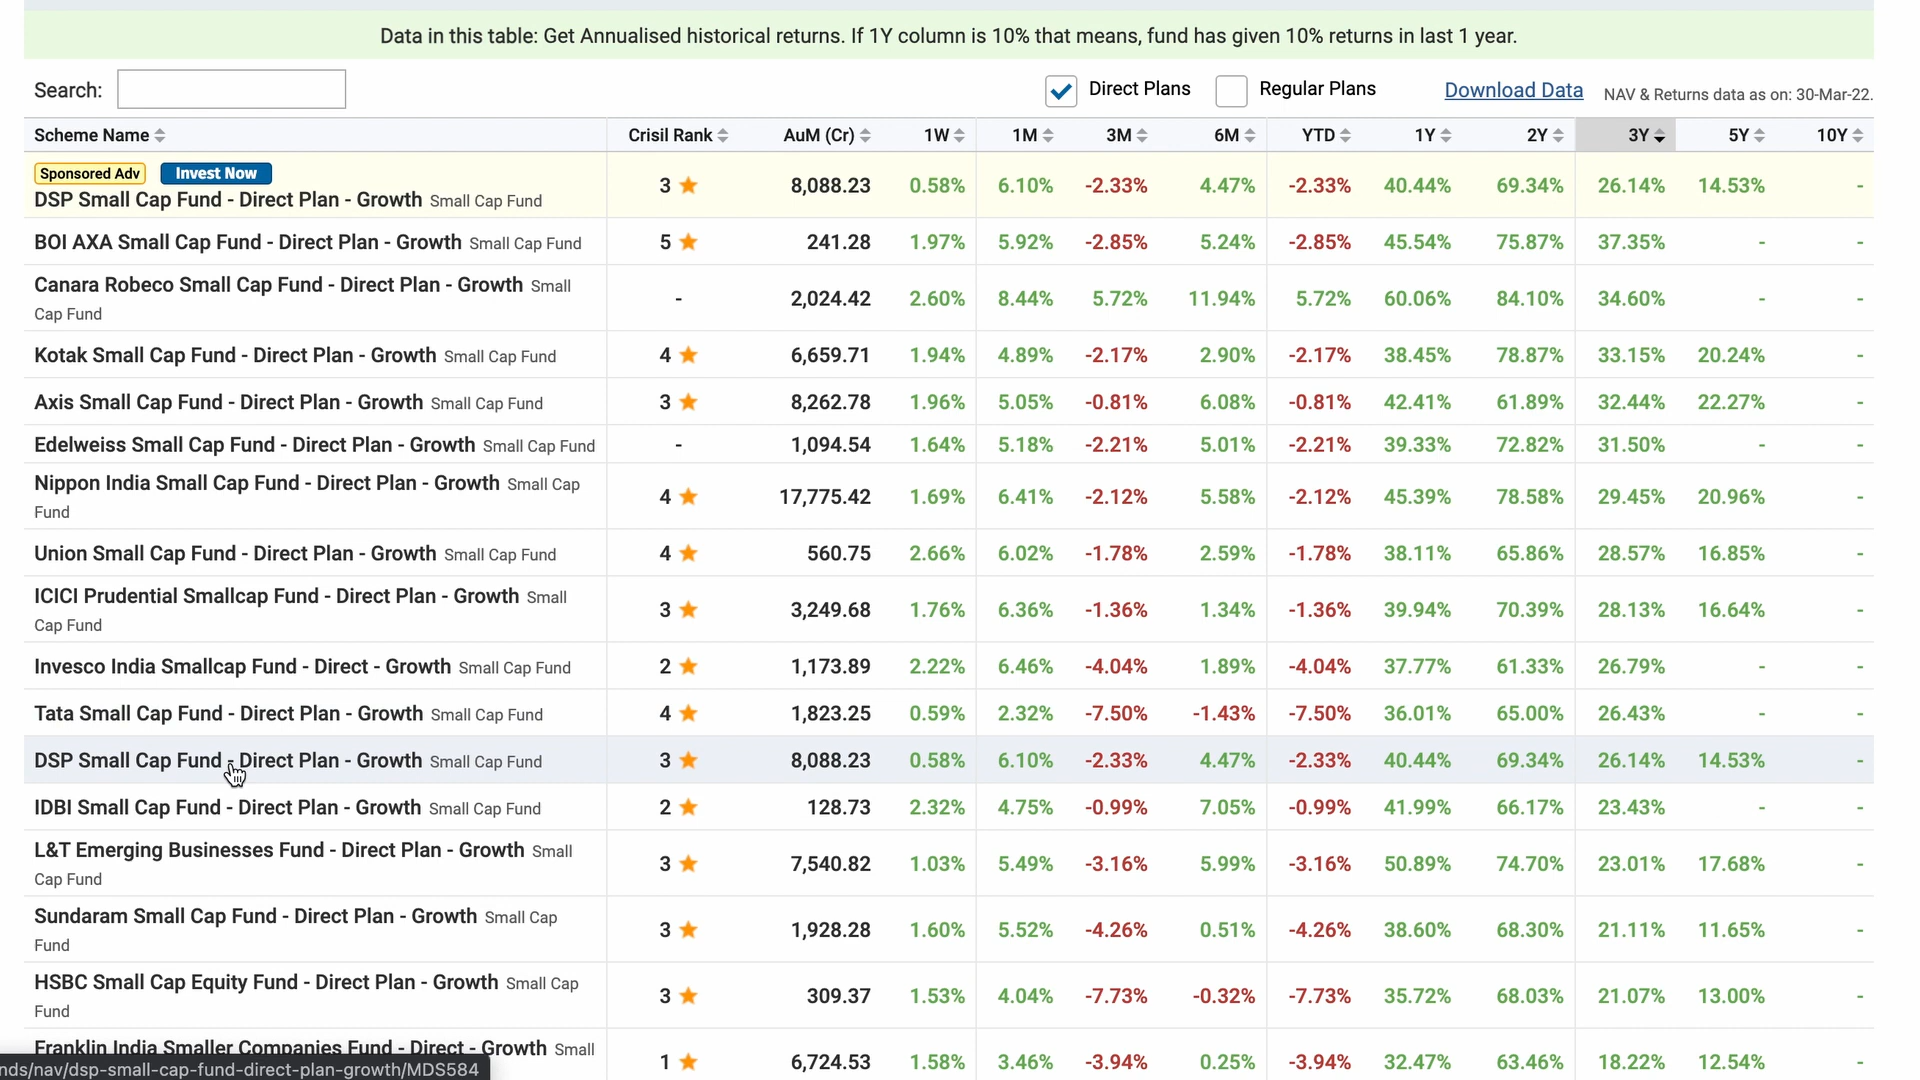 Data in this table: Get Annualised historical returns. If 1Y column is 10% that means, fund has given 10% returns in last 1 year.
Search: Direct Plans Regular Plans Download Data NAV & Returns data as on: 30-Mar-22.
Scheme Name Crisil Rank AuM (Cr) 1W 1M 3M 6M YTD 1Y 2Y 3Y 5Y 10Y
Sponsored Adv Invest Now
DSP Small Cap Fund - Direct Plan - Growth Small Cap Fund 3 8,088.23 0.58% 6.10% -2.33% 4.47% -2.33% 40.44% 69.34% 26.14% 14.53% -
BOI AXA Small Cap Fund - Direct Plan - Growth Small Cap Fund 5 241.28 1.97% 5.92% -2.85% 5.24% -2.85% 45.54% 75.87% 37.35% - -
Canara Robeco Small Cap Fund - Direct Plan - Growth Small
Cap Fund - 2,024.42 2.60% 8.44% 5.72% 11.94% 5.72% 60.06% 84.10% 34.60% - -
Kotak Small Cap Fund - Direct Plan - Growth Small Cap Fund 4 6,659.71 1.94% 4.89% -2.17% 2.90% -2.17% 38.45% 78.87% 33.15% 20.24% -
Axis Small Cap Fund - Direct Plan - Growth Small Cap Fund 3 8,262.78 1.96% 5.05% -0.81% 6.08% -0.81% 42.41% 61.89% 32.44% 22.27% -
Edelweiss Small Cap Fund - Direct Plan - Growth Small Cap Fund - 1,094.54 1.64% 5.18% -2.21% 5.01% -2.21% 39.33% 72.82% 31.50% - -
Nippon India Small Cap Fund - Direct Plan - Growth Small Cap
Fund 4 17,775.42 1.69% 6.41% -2.12% 5.58% -2.12% 45.39% 78.58% 29.45% 20.96% -
Union Small Cap Fund - Direct Plan - Growth Small Cap Fund 4 560.75 2.66% 6.02% -1.78% 2.59% -1.78% 38.11% 65.86% 28.57% 16.85% -
ICICI Prudential Smallcap Fund - Direct Plan - Growth Small
Cap Fund 3 3,249.68 1.76% 6.36% -1.36% 1.34% -1.36% 39.94% 70.39% 28.13% 16.64% -
Invesco India Smallcap Fund - Direct - Growth Small Cap Fund 2 1,173.89 2.22% 6.46% -4.04% 1.89% -4.04% 37.77% 61.33% 26.79% - -
Tata Small Cap Fund - Direct Plan - Growth Small Cap Fund 4 1,823.25 0.59% 2.32% -7.50% -1.43% -7.50% 36.01% 65.00% 26.43% - -
DSP Small Cap Fund - Direct Plan - Growth Small Cap Fund 3 8,088.23 0.58% 6.10% -2.33% 4.47% -2.33% 40.44% 69.34% 26.14% 14.53% -
IDBI Small Cap Fund - Direct Plan - Growth Small Cap Fund 2 128.73 2.32% 4.75% -0.99% 7.05% -0.99% 41.99% 66.17% 23.43% - -
L&T Emerging Businesses Fund - Direct Plan - Growth Small
Cap Fund 3 7,540.82 1.03% 5.49% -3.16% 5.99% -3.16% 50.89% 74.70% 23.01% 17.68% -
Sundaram Small Cap Fund - Direct Plan - Growth Small Cap
Fund 3 1,928.28 1.60% 5.52% -4.26% 0.51% -4.26% 38.60% 68.30% 21.11% 11.65% -
HSBC Small Cap Equity Fund - Direct Plan - Growth Small Cap
Fund 3 309.37 1.53% 4.04% -7.73% -0.32% -7.73% 35.72% 68.03% 21.07% 13.00% -
Franklin India Smaller Companies Fund - Direct - Growth Small 1 6,724.53 1.58% 3.46% -3.94% 0.25% -3.94% 32.47% 63.46% 18.22% 12.54% -
nds/nav/dsp-small-cap-fund-direct-plan-growth/MDS584